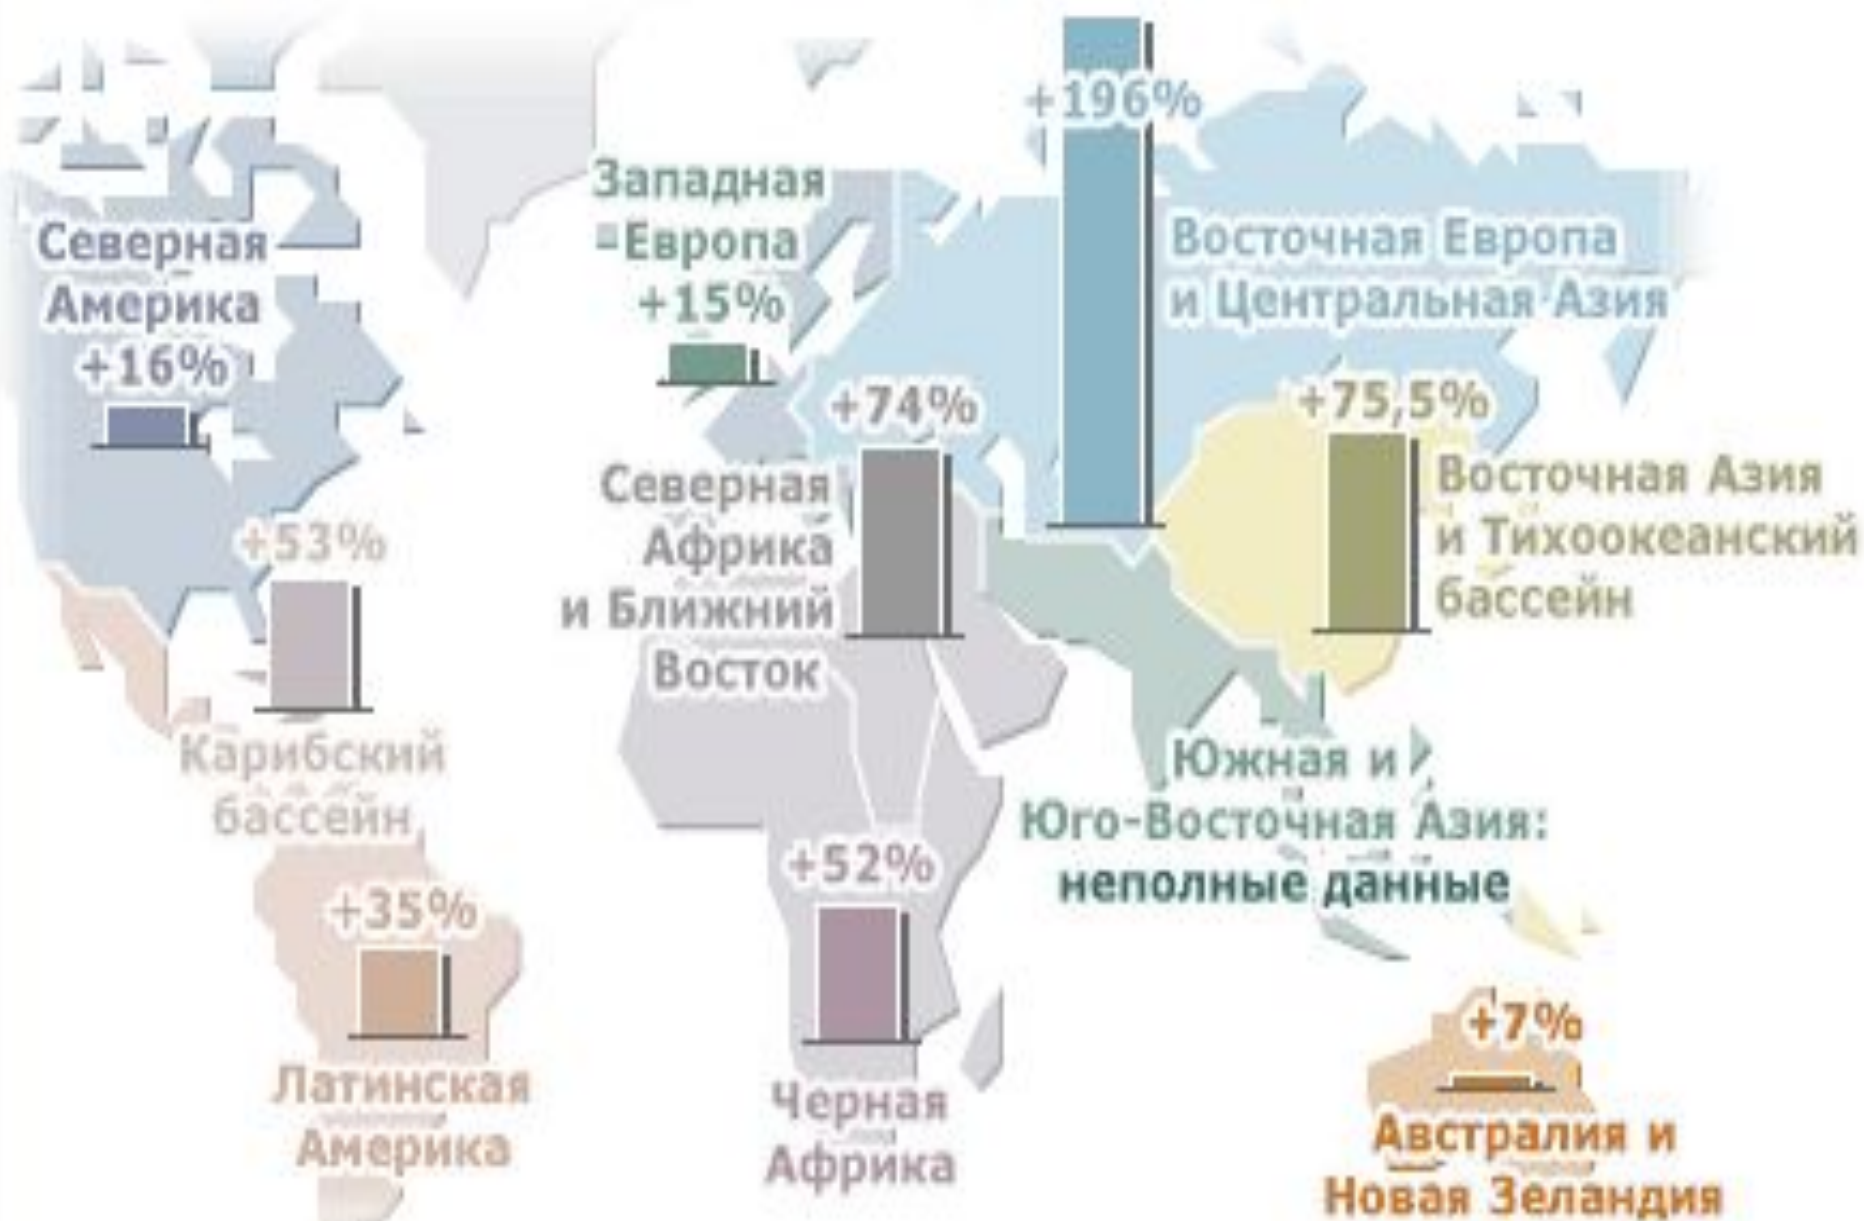 +196%
Западная
Европа
+15%
Северная
Америка
+16%
Восточная Европа
и Центральная Азия
+74%
Северная
Африка
и Ближний
Восток
+75,5%
Восточная Азия
и Тихоокеанский
бассейн
+53%
Карибский
бассейн
Южная и
Юго-Восточная Азия:
неполные данные
+35%
Латинская
Америка
+52%
Черная
Африка
+7%
Австралия и
Новая Зеландия